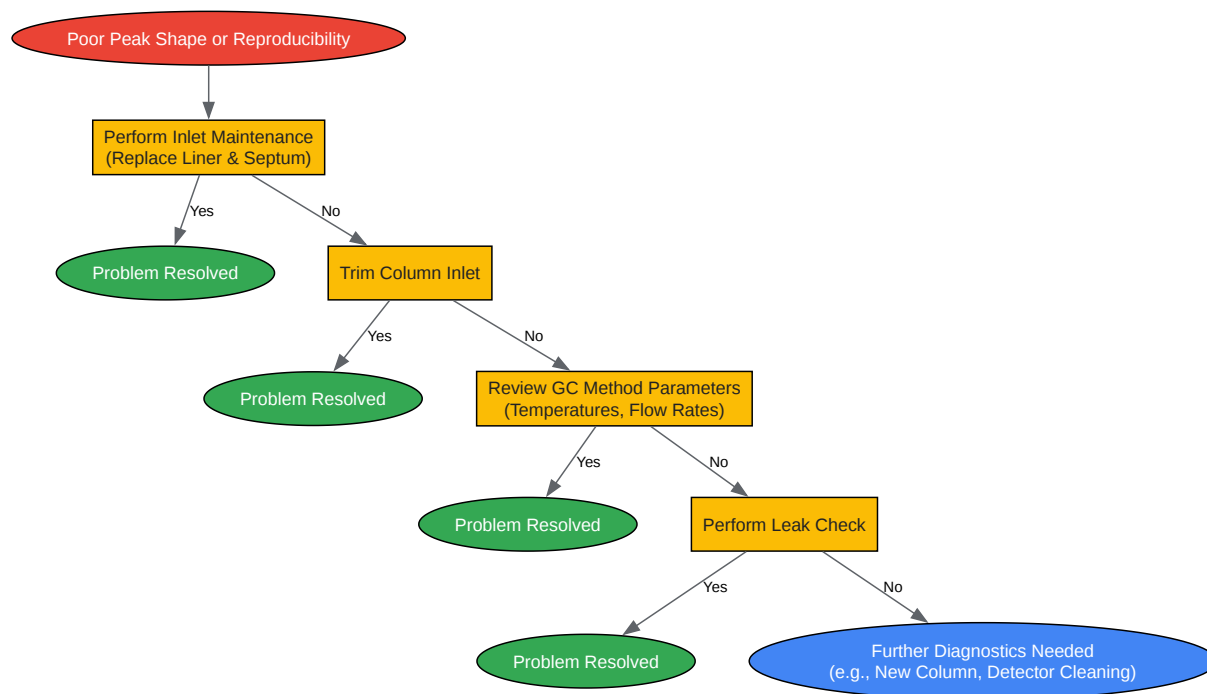 Poor Peak Shape or Reproducibility
Perform Inlet Maintenance
(Replace Liner & Septum)
Yes
No
Problem Resolved
Trim Column Inlet
Yes
No
Problem Resolved
Review GC Method Parameters
(Temperatures, Flow Rates)
Yes
No
Problem Resolved
Perform Leak Check
Yes
No
Problem Resolved
Further Diagnostics Needed
(e.g., New Column, Detector Cleaning)